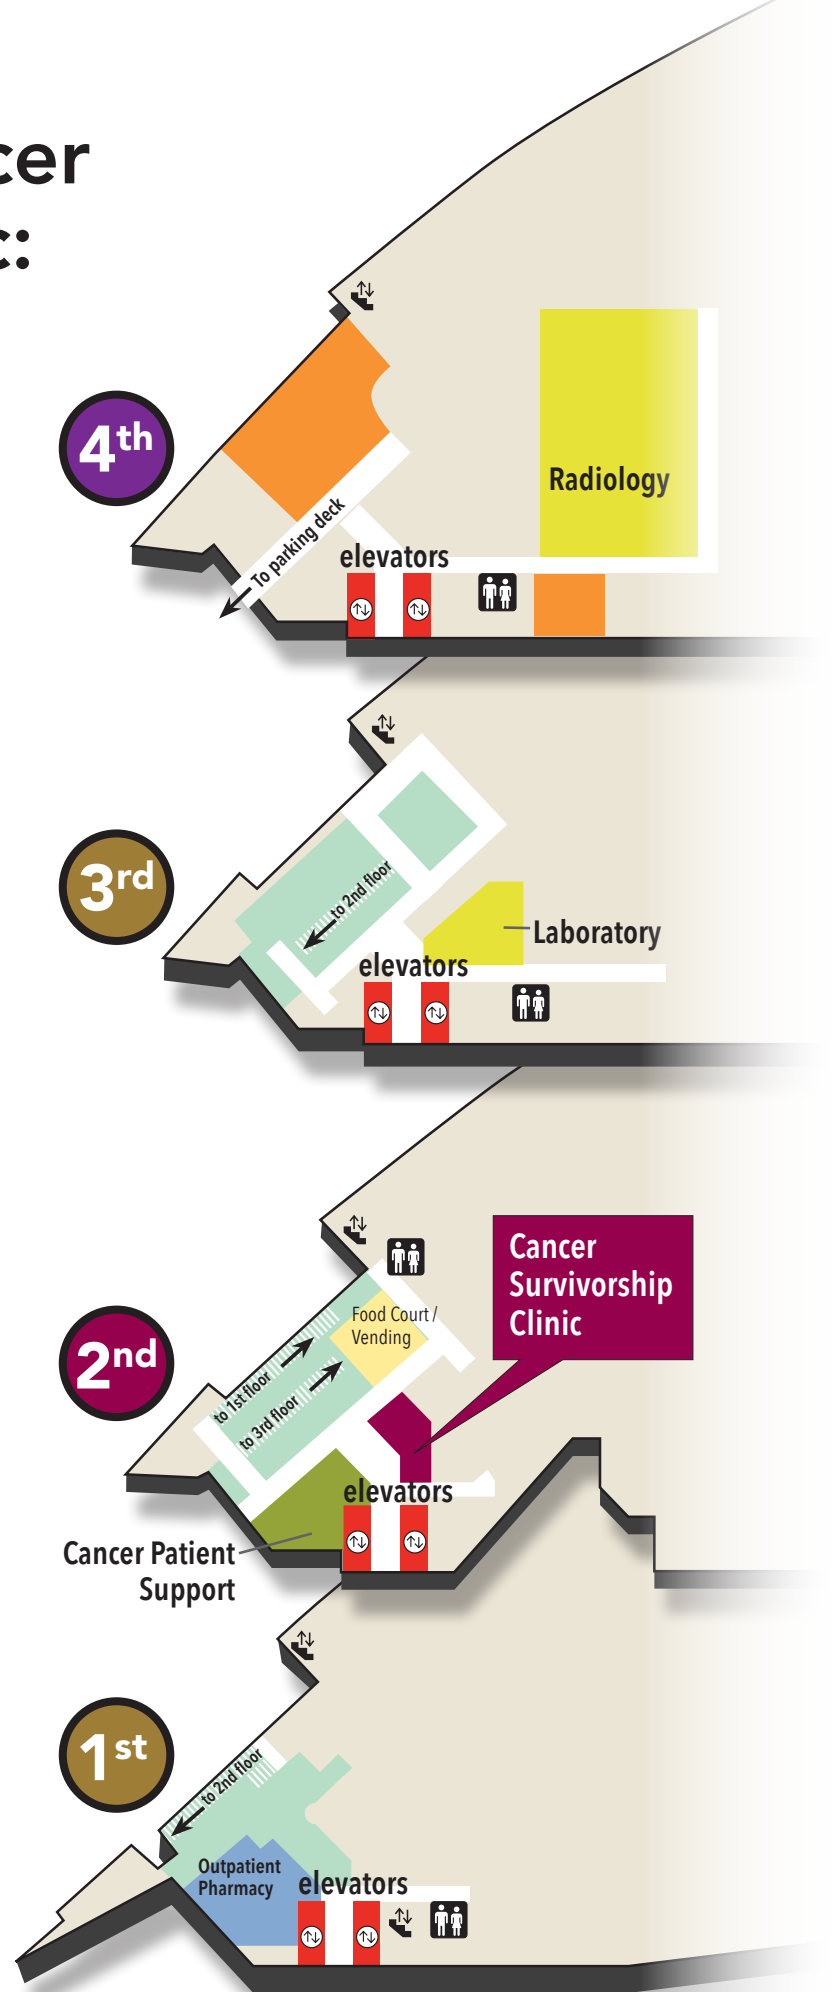 4th
Radiology
To parking deck
elevators
3rd
to 2nd floor
Laboratory
elevators
Cancer
Survivorship
Clinic
Food Court /
Vending
2nd
to 1st floor
to 3rd floor
elevators
Cancer Patient
Support
1st
to 2nd floor
Outpatient
Pharmacy
elevators